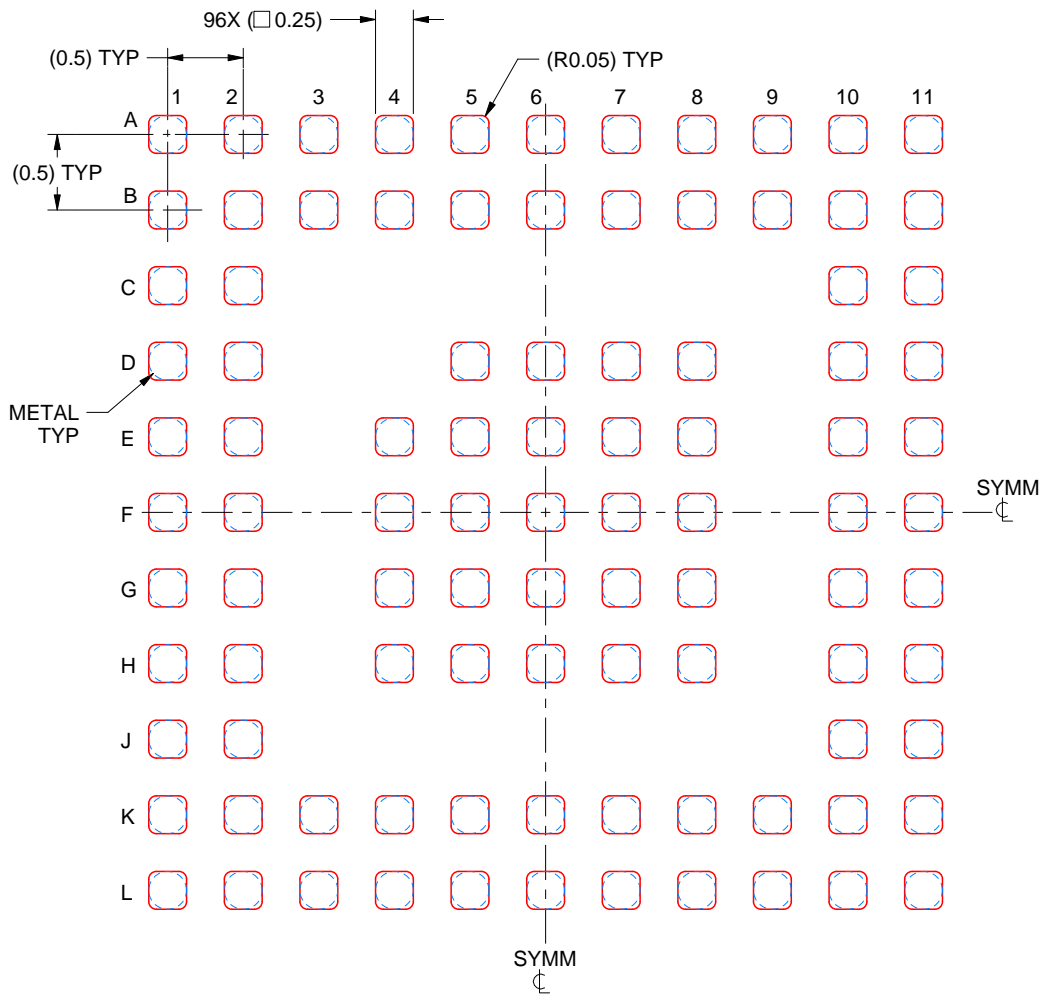 96X (□ 0.25)
(0.5) TYP
(R0.05) TYP
1 2 3 4 5 6 7 8 9 10 11
A
(0.5) TYP
B
C
D
METAL
TYP
E
SYMM
F
G
H
J
K
L
SYMM